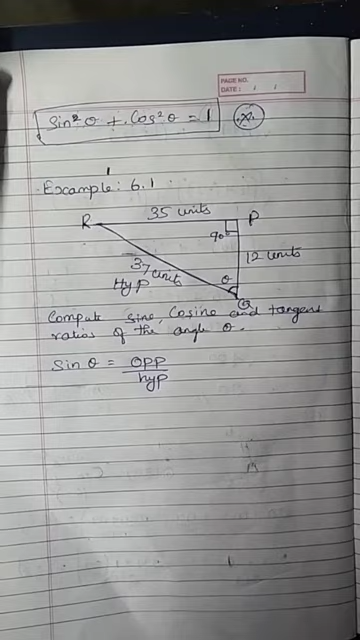 PAGE NO.
DATE: / /
Sin²θ + Cos²θ = 1
Example: 6.1
R 35 units P
90
12 units
37 units
Hyp
θ
Q
Compute sine, Cosine and tangent
ratios of the angle θ.
Sin θ = OPP
hyp